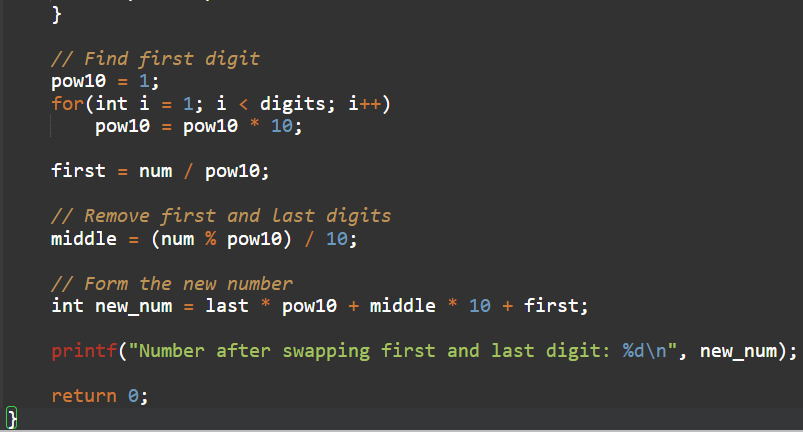 }
// Find first digit
pow10 = 1;
for(int i = 1; i < digits; i++)
pow10 = pow10 * 10;
first = num / pow10;
// Remove first and last digits
middle = (num % pow10) / 10;
// Form the new number
int new_num = last * pow10 + middle * 10 + first;
printf("Number after swapping first and last digit: %d\n", new_num);
return 0;
}